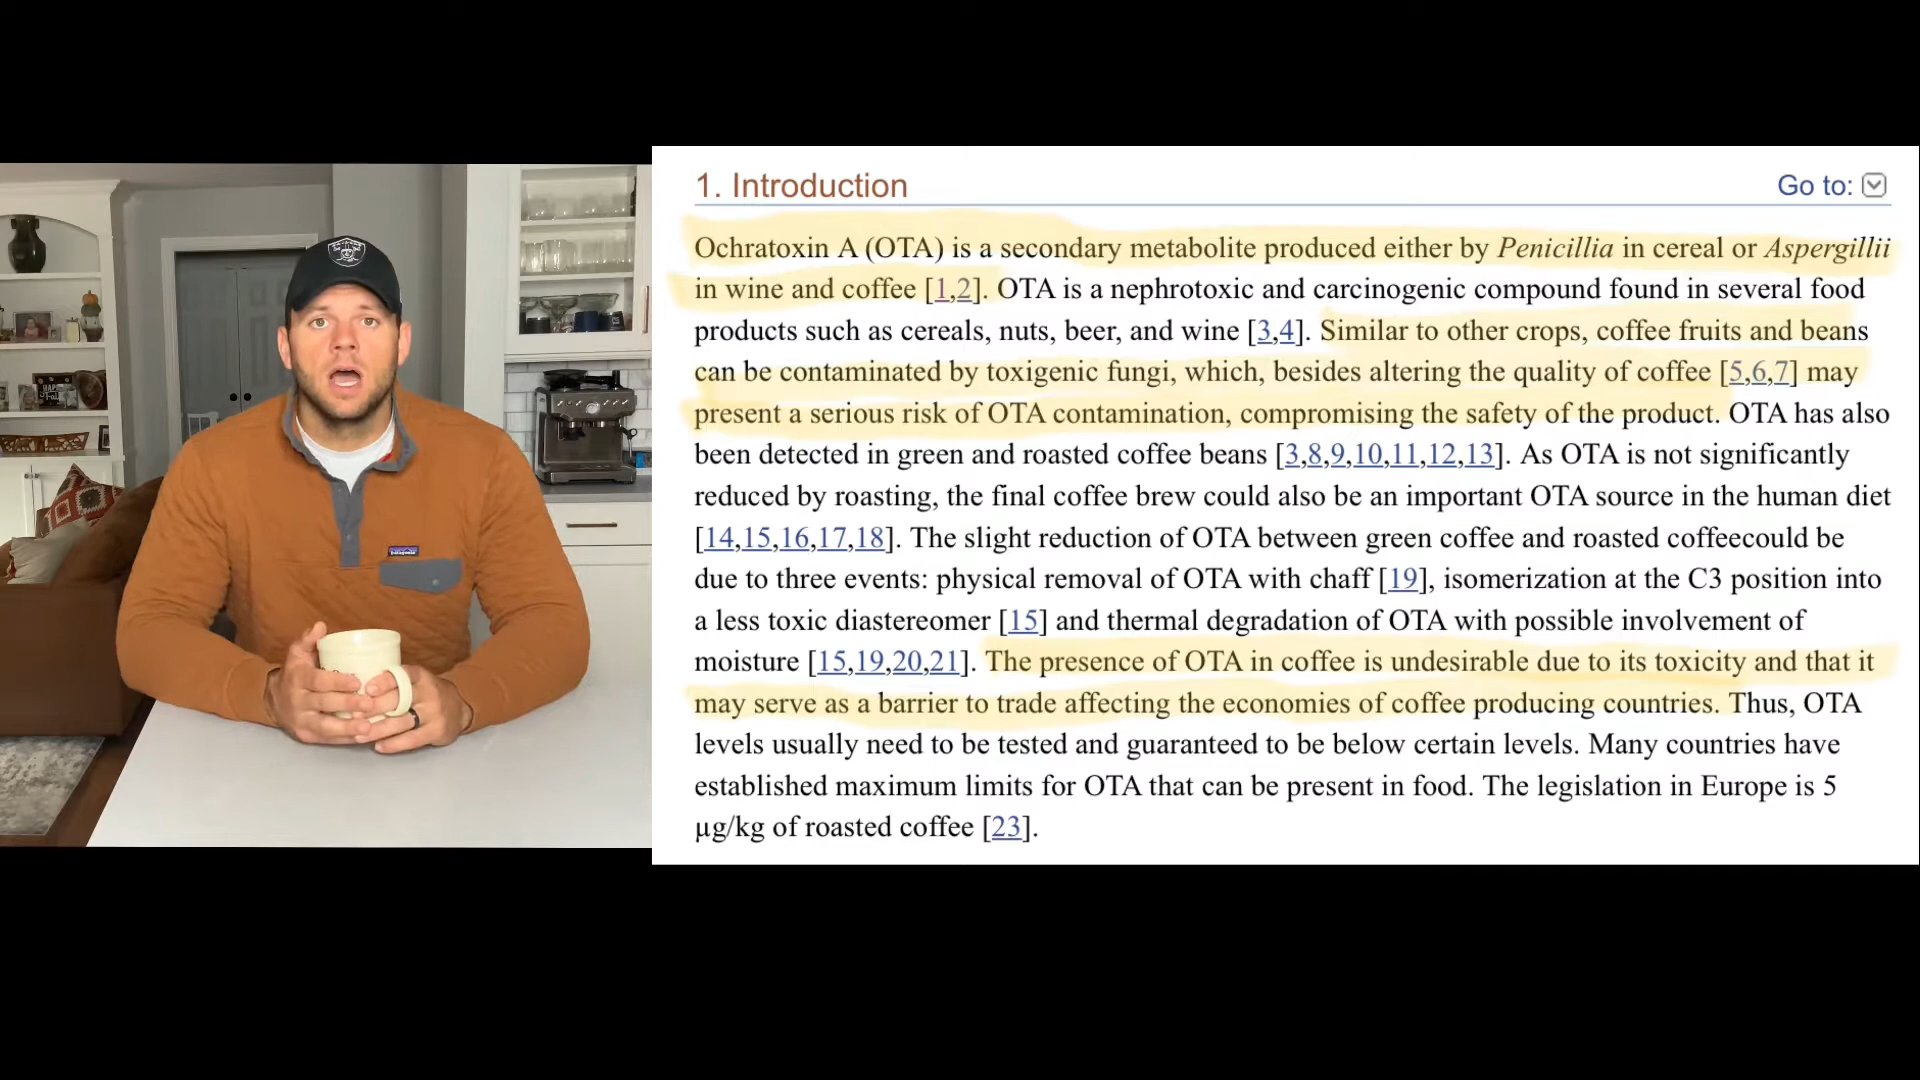 1. Introduction
Go to:
Ochratoxin A (OTA) is a secondary metabolite produced either by Penicillia in cereal or Aspergillii
in wine and coffee [1,2]. OTA is a nephrotoxic and carcinogenic compound found in several food
products such as cereals, nuts, beer, and wine [3,4]. Similar to other crops, coffee fruits and beans
can be contaminated by toxigenic fungi, which, besides altering the quality of coffee [5,6,7] may
present a serious risk of OTA contamination, compromising the safety of the product. OTA has also
been detected in green and roasted coffee beans [3,8,9,10,11,12,13]. As OTA is not significantly
reduced by roasting, the final coffee brew could also be an important OTA source in the human diet
[14,15,16,17,18]. The slight reduction of OTA between green coffee and roasted coffeecould be
due to three events: physical removal of OTA with chaff [19], isomerization at the C3 position into
a less toxic diastereomer [15] and thermal degradation of OTA with possible involvement of
moisture [15,19,20,21]. The presence of OTA in coffee is undesirable due to its toxicity and that it
may serve as a barrier to trade affecting the economies of coffee producing countries. Thus, OTA
levels usually need to be tested and guaranteed to be below certain levels. Many countries have
established maximum limits for OTA that can be present in food. The legislation in Europe is 5
µg/kg of roasted coffee [23].
patagonia